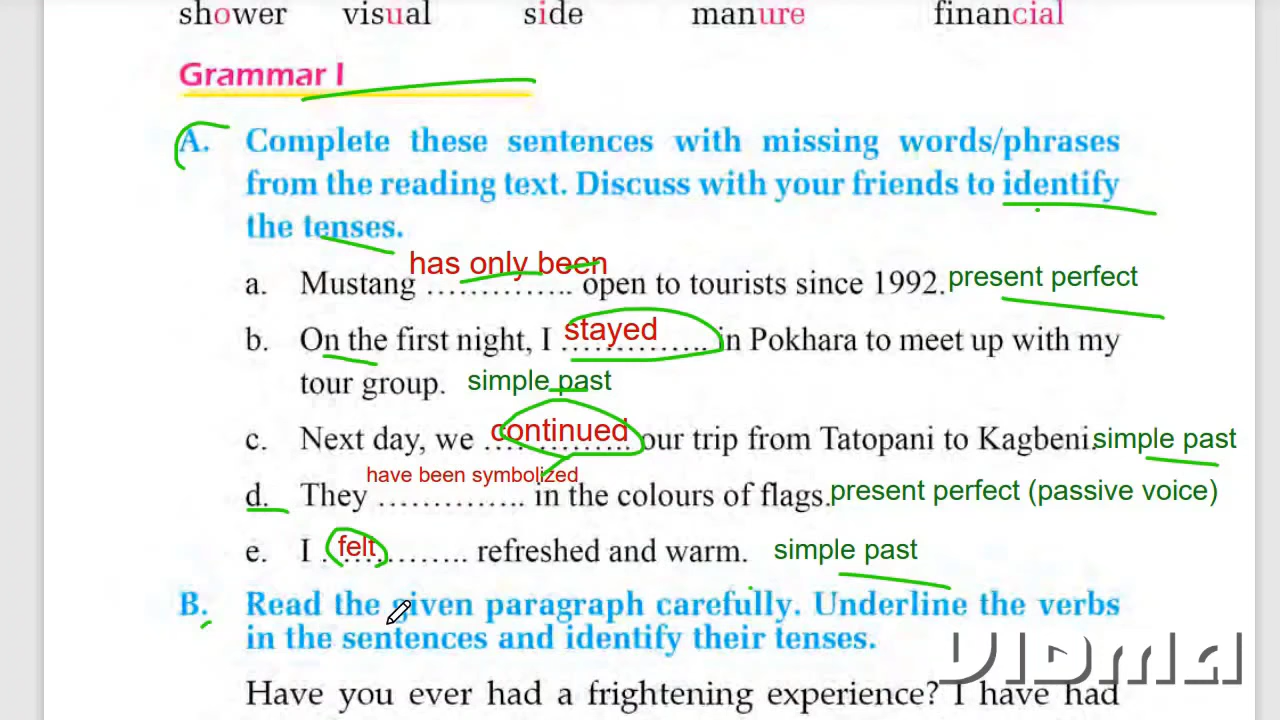 shower visual side manure financial
Grammar I
A. Complete these sentences with missing words/phrases
from the reading text. Discuss with your friends to identify
the tenses.
has only been
a. Mustang .............. open to tourists since 1992. present perfect
b. On the first night, I stayed .............. in Pokhara to meet up with my
tour group. simple past
c. Next day, we continued .............. our trip from Tatopani to Kagbeni. simple past
have been symbolized
d. They .............. in the colours of flags. present perfect (passive voice)
e. I felt .............. refreshed and warm. simple past
B. Read the given paragraph carefully. Underline the verbs
in the sentences and identify their tenses.
Have you ever had a frightening experience? I have had
VIDMA